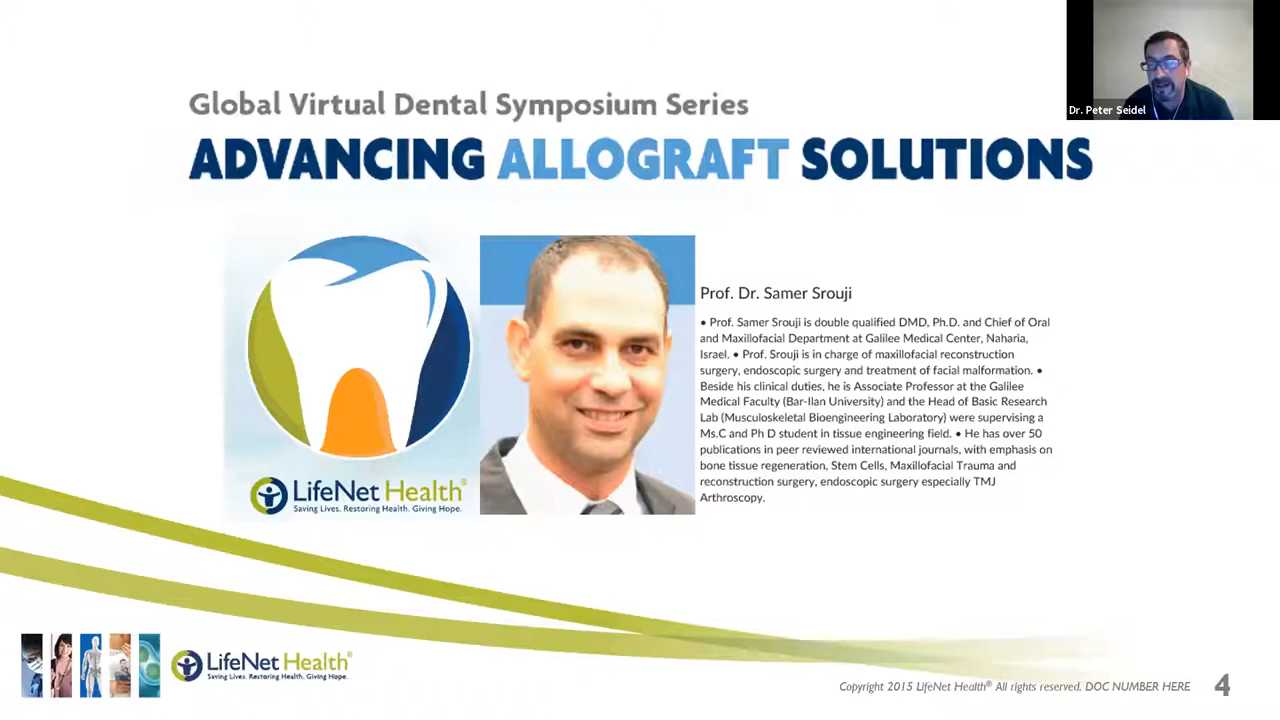 Dr. Peter Seidel
Global Virtual Dental Symposium Series
ADVANCING ALLOGRAFT SOLUTIONS
Prof. Dr. Samer Srouji
• Prof. Samer Srouji is double qualified DMD, Ph.D. and Chief of Oral
and Maxillofacial Department at Galilee Medical Center, Naharia,
Israel. • Prof. Srouji is in charge of maxillofacial reconstruction
surgery, endoscopic surgery and treatment of facial malformation. •
Beside his clinical duties, he is Associate Professor at the Galilee
Medical Faculty (Bar-Ilan University) and the Head of Basic Research
Lab (Musculoskeletal Bioengineering Laboratory) were supervising a
Ms.C and Ph D student in tissue engineering field. • He has over 50
publications in peer reviewed international journals, with emphasis on
bone tissue regeneration, Stem Cells, Maxillofacial Trauma and
reconstruction surgery, endoscopic surgery especially TMJ
Arthroscopy.
LifeNet Health®
Saving Lives. Restoring Health. Giving Hope.
LifeNet Health®
Saving Lives. Restoring Health. Giving Hope.
Copyright 2015 LifeNet Health® All rights reserved. DOC NUMBER HERE
4